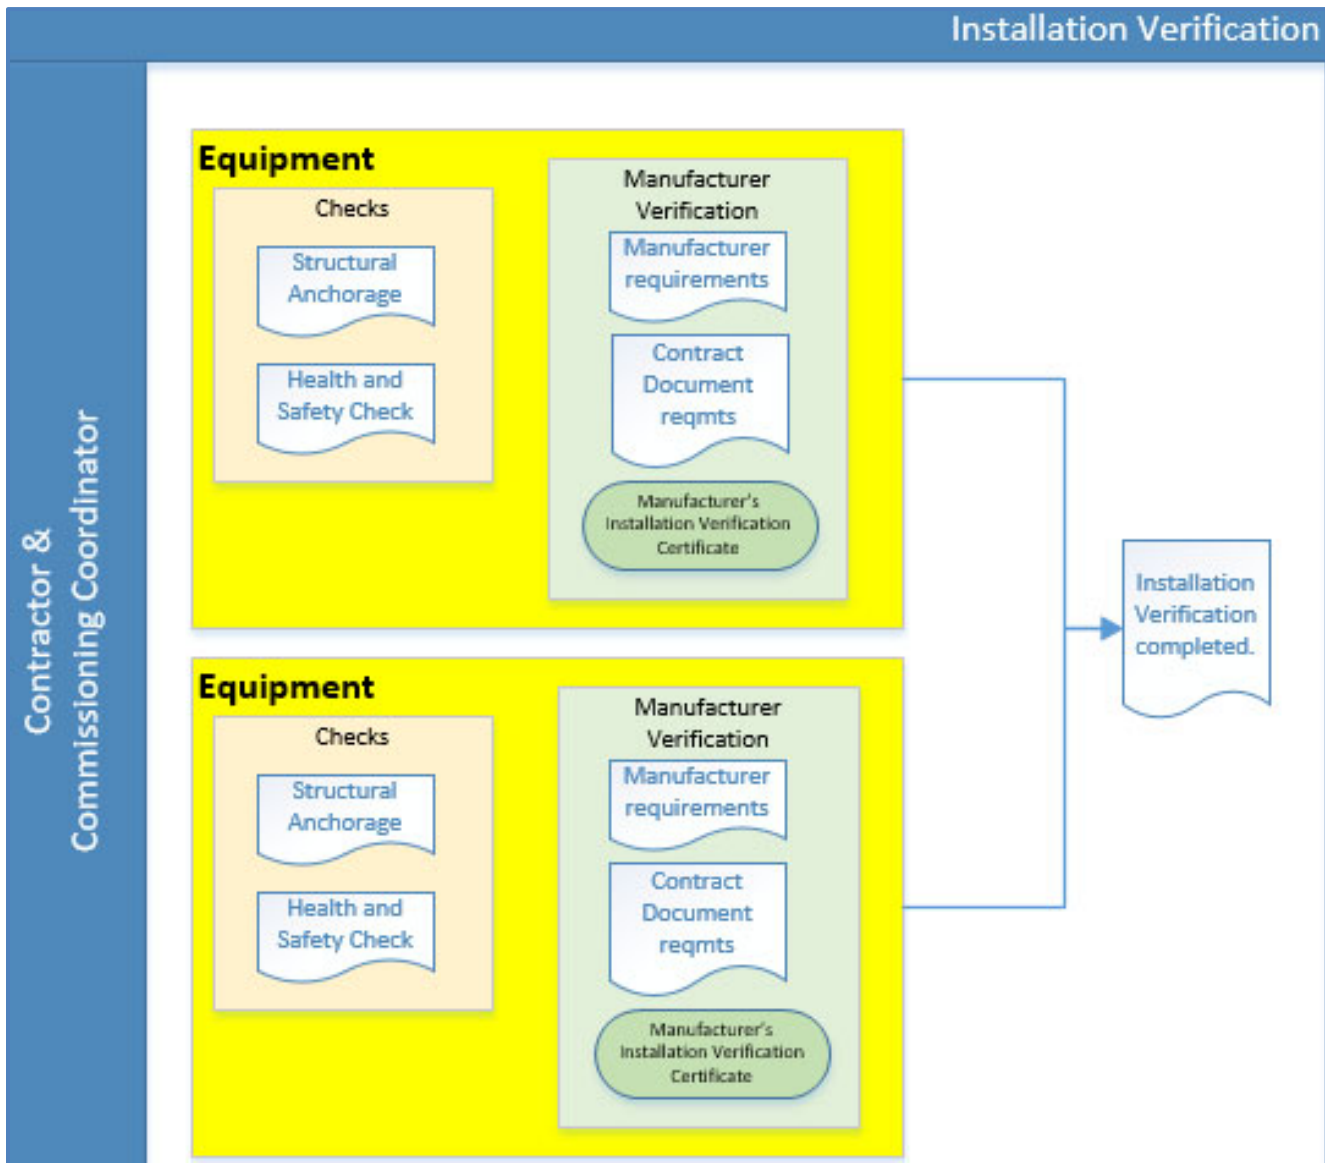 Installation Verification
Contractor &
Commissioning Coordinator
Equipment
Checks
Structural
Anchorage
Health and
Safety Check
Manufacturer
Verification
Manufacturer
requirements
Contract
Document
reqmts
Manufacturer's
Installation Verification
Certificate
Equipment
Checks
Structural
Anchorage
Health and
Safety Check
Manufacturer
Verification
Manufacturer
requirements
Contract
Document
reqmts
Manufacturer's
Installation Verification
Certificate
Installation
Verification
completed.